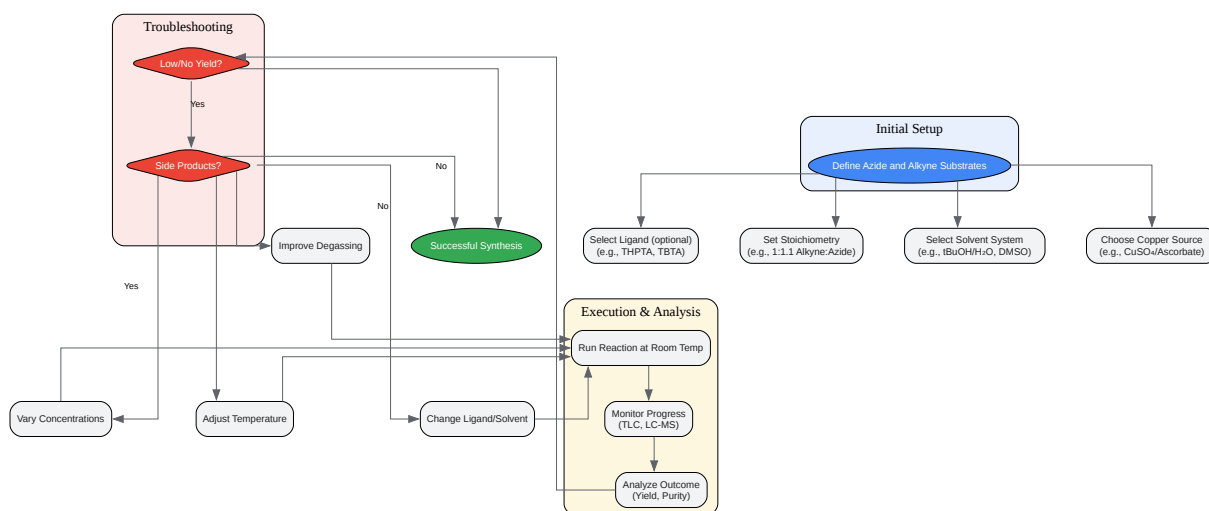 Troubleshooting
Low/No Yield?
Yes
Side Products?
No
No
Improve Degassing
Successful Synthesis
Yes
Vary Concentrations
Adjust Temperature
Change Ligand/Solvent
Initial Setup
Define Azide and Alkyne Substrates
Select Ligand (optional)
(e.g., THPTA, TBTA)
Set Stoichiometry
(e.g., 1:1.1 Alkyne:Azide)
Select Solvent System
(e.g., tBuOH/H₂O, DMSO)
Choose Copper Source
(e.g., CuSO₄/Ascorbate)
Execution & Analysis
Run Reaction at Room Temp
Monitor Progress
(TLC, LC-MS)
Analyze Outcome
(Yield, Purity)